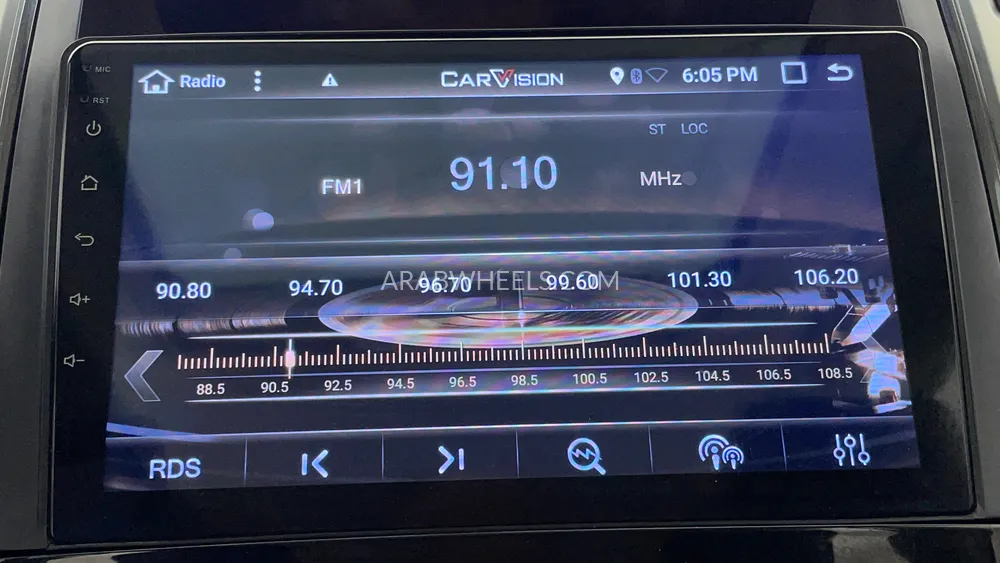 MIC
Radio CARVISION 6:05 PM
RST
ST LOC
FM1 91.10 MHz
90.80 94.70 96.70 99.60 101.30 106.20
ARABWHEELS.COM
88.5 90.5 92.5 94.5 96.5 98.5 100.5 102.5 104.5 106.5 108.5
RDS